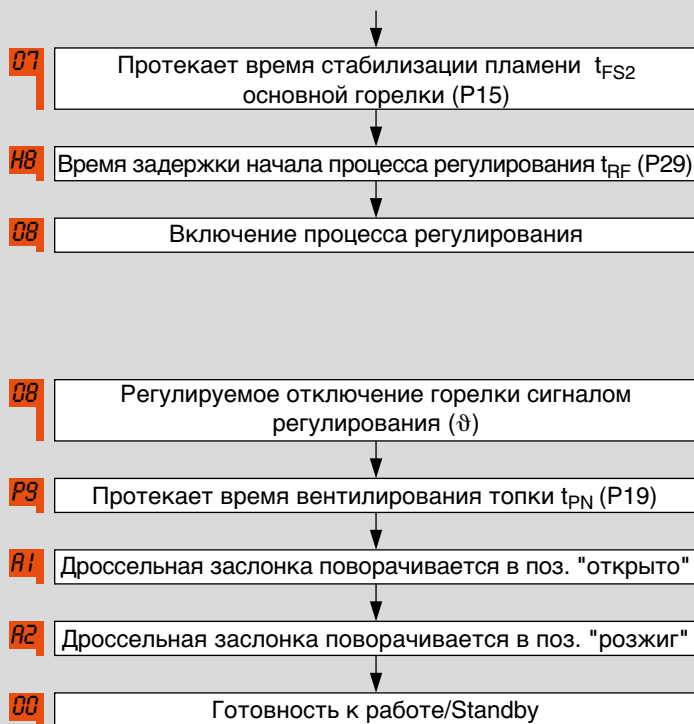 07
Протекает время стабилизации пламени tFS2
основной горелки (P15)
H8
Время задержки начала процесса регулирования tRF (P29)
08
Включение процесса регулирования
08
Регулируемое отключение горелки сигналом
регулирования (ϑ)
P9
Протекает время вентилирования топки tPN (P19)
A1
Дроссельная заслонка поворачивается в поз. "открыто"
A2
Дроссельная заслонка поворачивается в поз. "розжиг"
00
Готовность к работе/Standby